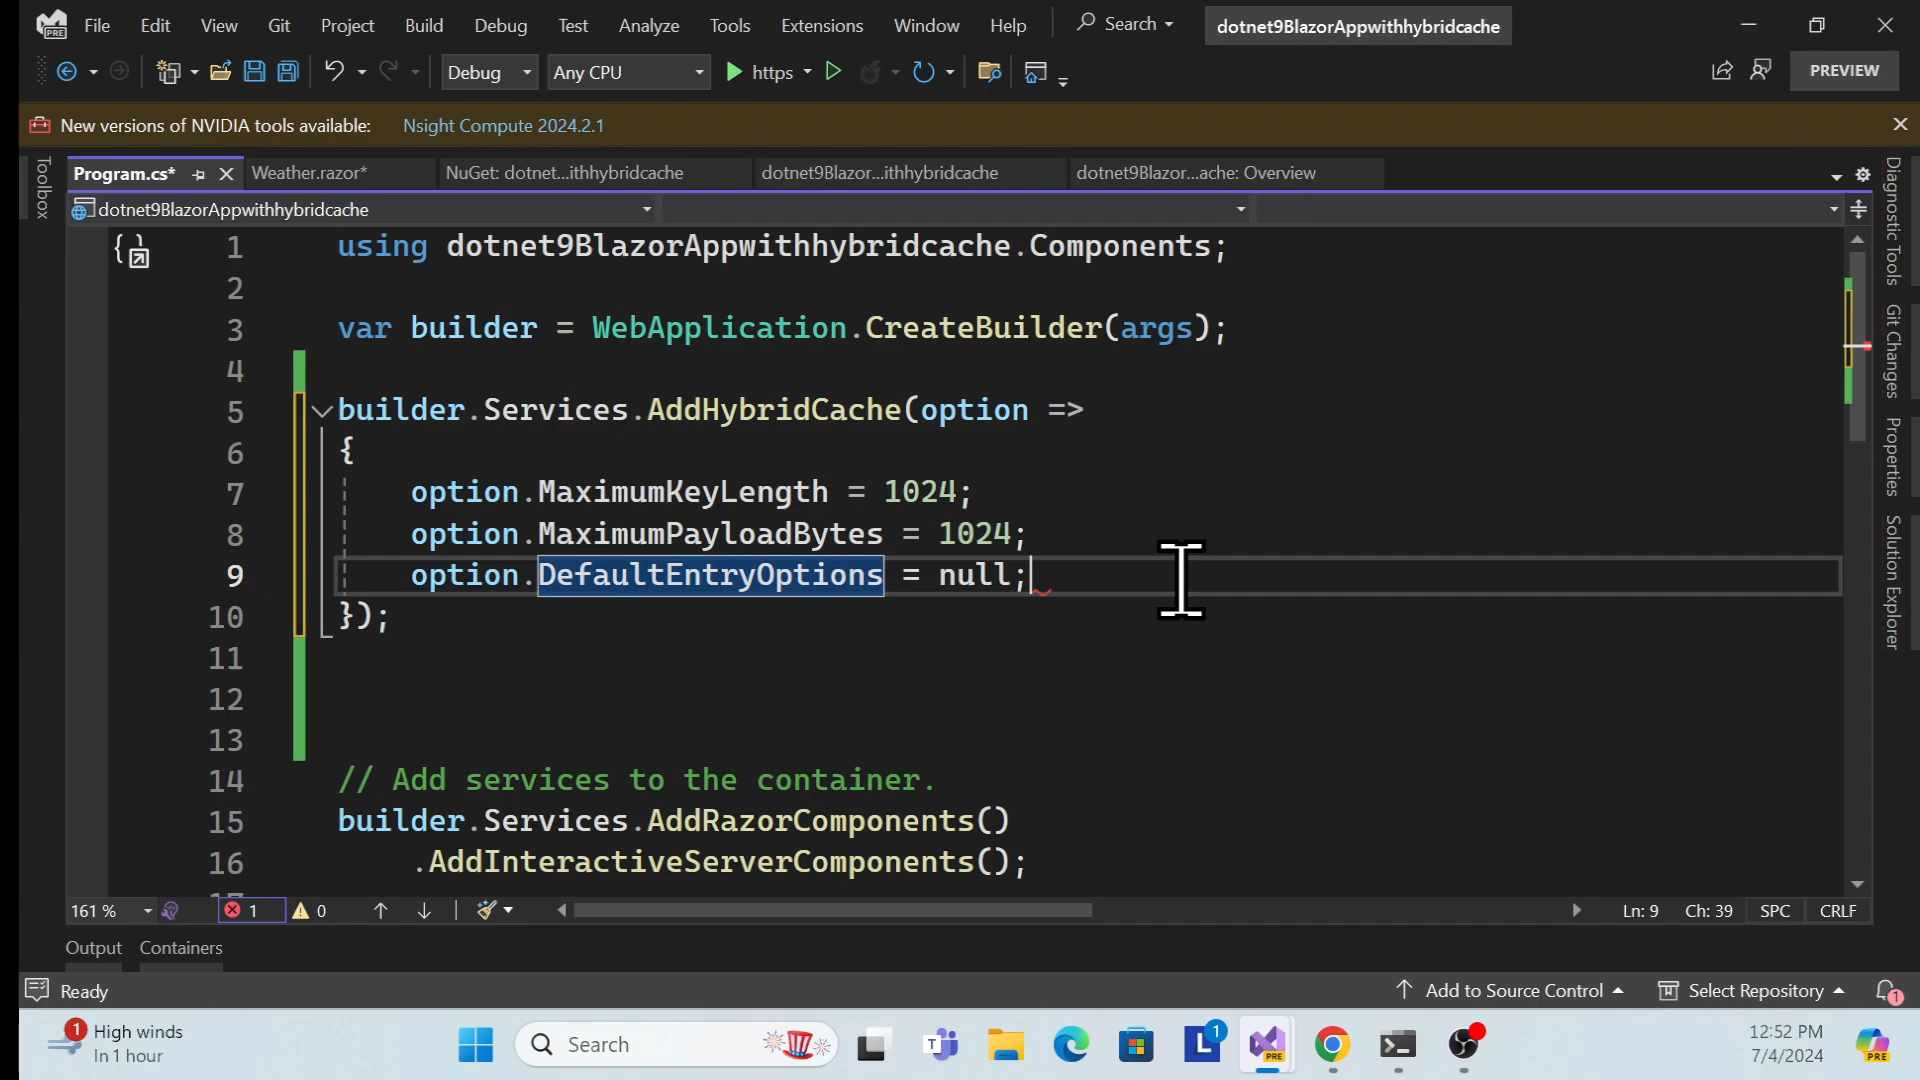 File Edit View Git Project Build Debug Test Analyze Tools Extensions Window Help Search dotnet9BlazorAppwithhybridcache
PRE
Debug Any CPU https PREVIEW
New versions of NVIDIA tools available: Nsight Compute 2024.2.1
Program.cs* Weather.razor* NuGet: dotnet...ithhybridcache dotnet9Blazor...ithhybridcache dotnet9Blazor...ache: Overview
dotnet9BlazorAppwithhybridcache
Toolbox
1 using dotnet9BlazorAppwithhybridcache.Components;
2
3 var builder = WebApplication.CreateBuilder(args);
4
5 builder.Services.AddHybridCache(option =>
6 {
7 option.MaximumKeyLength = 1024;
8 option.MaximumPayloadBytes = 1024;
9 option.DefaultEntryOptions = null;
10 });
11
12
13
14 // Add services to the container.
15 builder.Services.AddRazorComponents()
16 .AddInteractiveServerComponents();
Diagnostic Tools
Git Changes
Properties
Solution Explorer
161 % 1 0 Ln: 9 Ch: 39 SPC CRLF
Output Containers
Ready Add to Source Control Select Repository 1
1 High winds
In 1 hour
Search
T
L 1
PRE
12:52 PM
7/4/2024
PRE